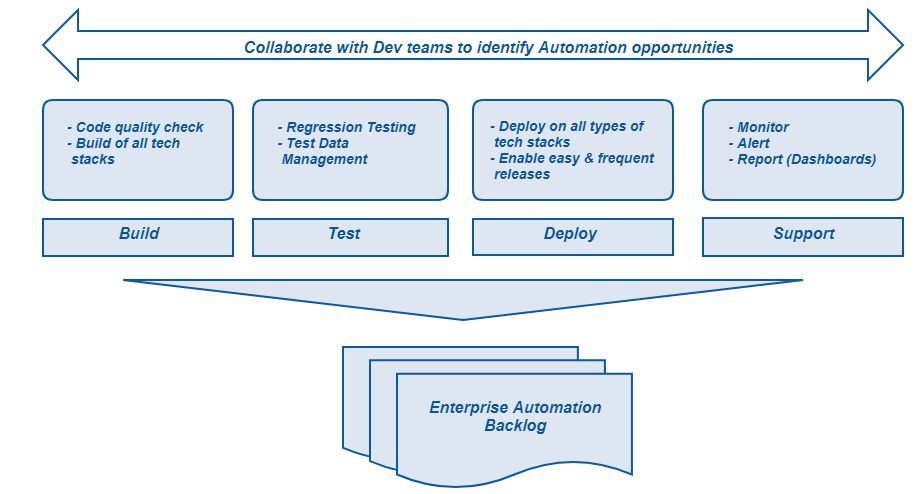 Collaborate with Dev teams to identify Automation opportunities
- Code quality check
- Build of all tech
stacks
- Regression Testing
- Test Data
Management
- Deploy on all types of
tech stacks
- Enable easy & frequent
releases
- Monitor
- Alert
- Report (Dashboards)
Build
Test
Deploy
Support
Enterprise Automation
Backlog